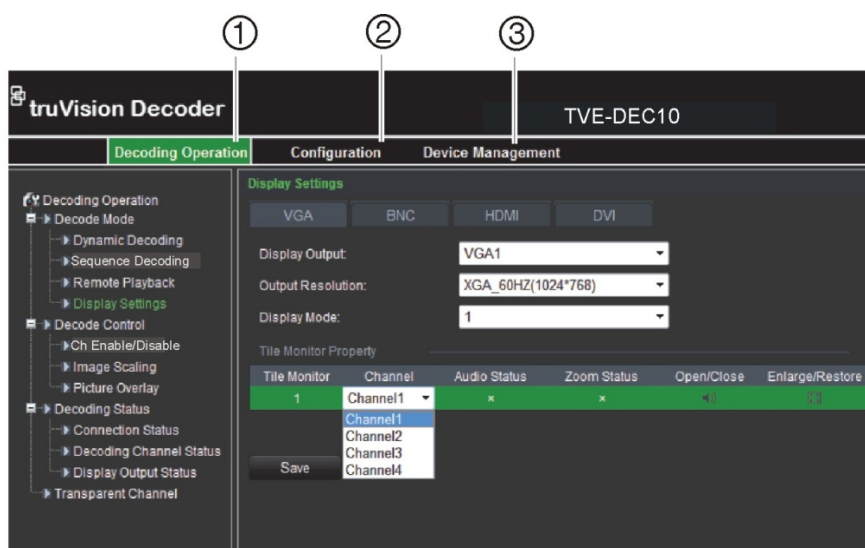 ① ② ③
truVision Decoder
TVE-DEC10
Decoding Operation Configuration Device Management
Decoding Operation
Decode Mode
Dynamic Decoding
Sequence Decoding
Remote Playback
Display Settings
Decode Control
Ch Enable/Disable
Image Scaling
Picture Overlay
Decoding Status
Connection Status
Decoding Channel Status
Display Output Status
Transparent Channel
Display Settings
VGA BNC HDMI DVI
Display Output: VGA1
Output Resolution: XGA_60HZ(1024*768)
Display Mode: 1
Tile Monitor Property
Tile Monitor Channel Audio Status Zoom Status Open/Close Enlarge/Restore
1 Channel1 × ×
Channel1
Channel2
Channel3
Channel4
Save